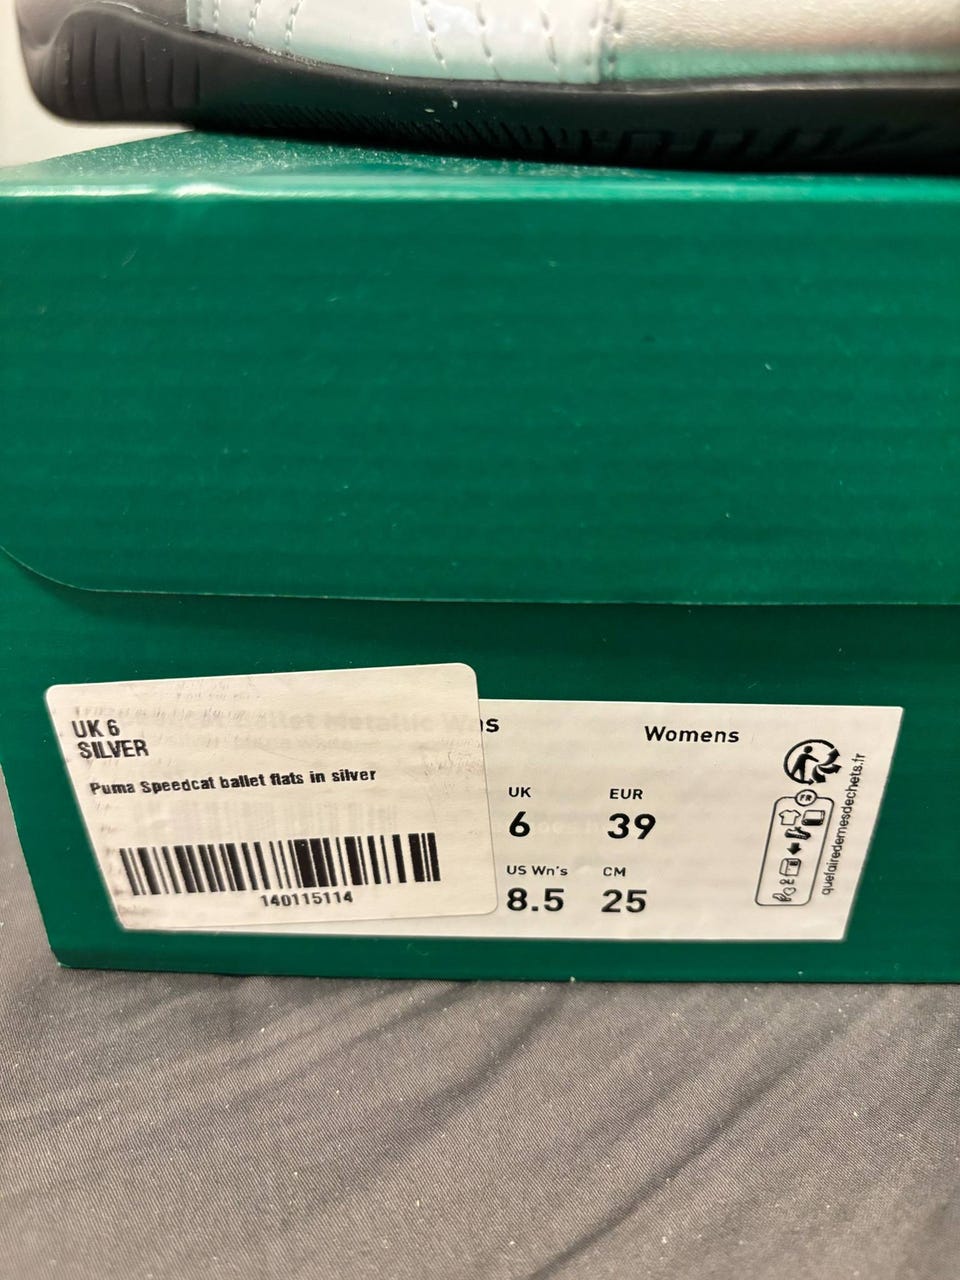 UK 6
SILVER
Puma Speedcat ballet flats in silver
140115114
Womens
UK EUR
6 39
US Wn's CM
8.5 25
FR
quefairedemesdechets.fr